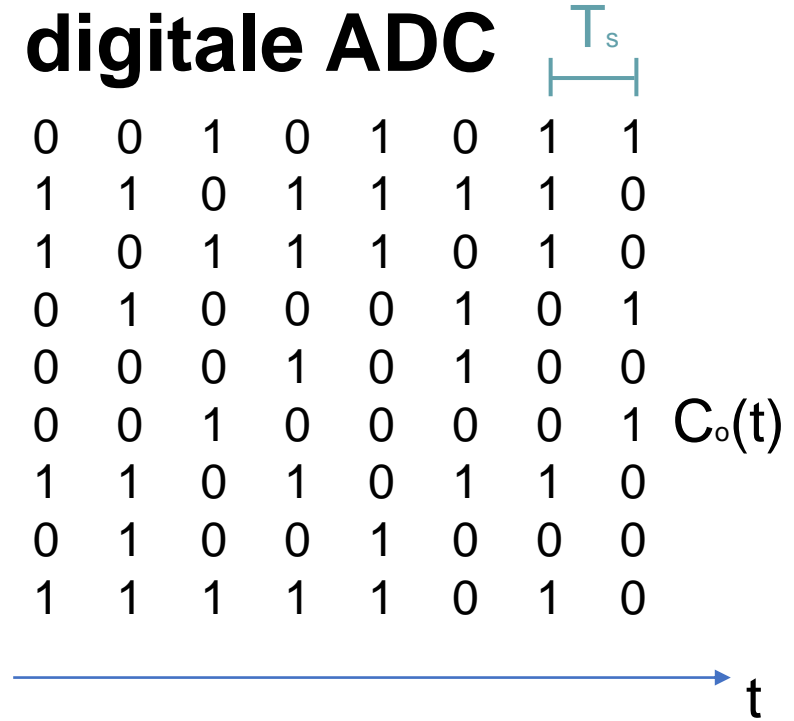 digitale ADC Ts
0 0 1 0 1 0 1 1
1 1 0 1 1 1 1 0
1 0 1 1 1 0 1 0
0 1 0 0 0 1 0 1
0 0 0 1 0 1 0 0
0 0 1 0 0 0 0 1 Co(t)
1 1 0 1 0 1 1 0
0 1 0 0 1 0 0 0
1 1 1 1 1 0 1 0
t